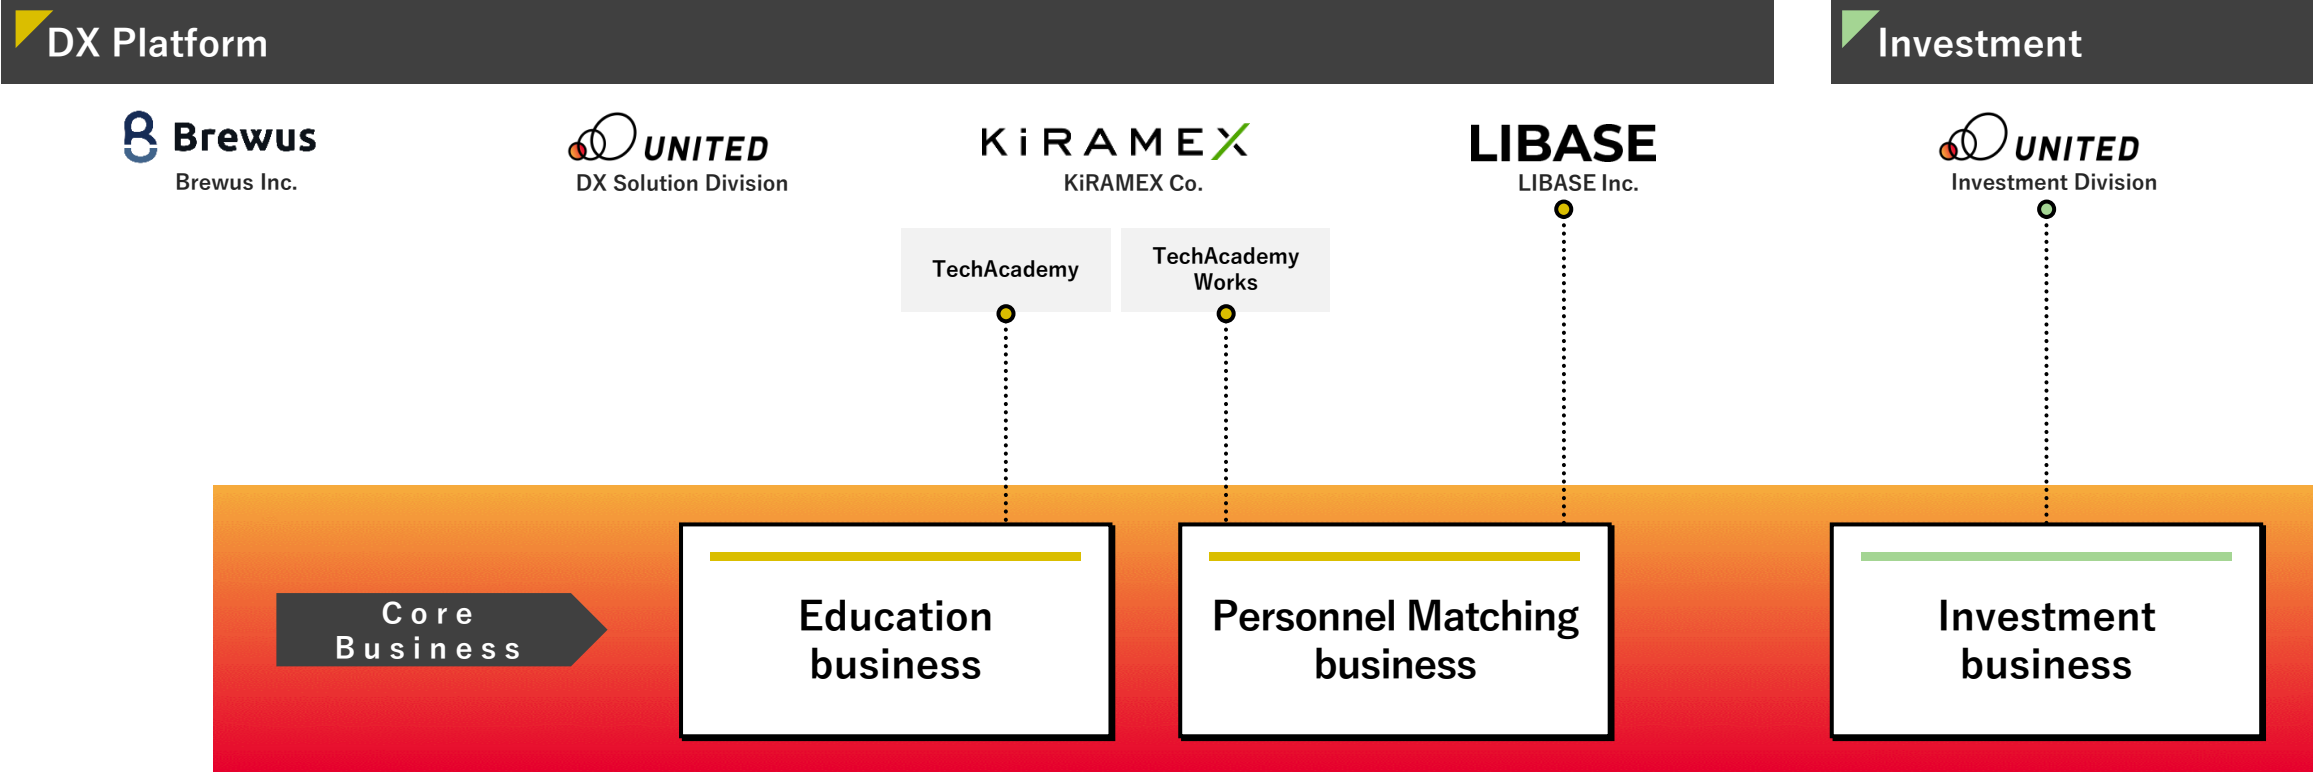 DX Platform
Investment
Brewus
Brewus Inc.
UNITED
DX Solution Division
KiRAMEX
KiRAMEX Co.
LIBASE
LIBASE Inc.
UNITED
Investment Division
TechAcademy
TechAcademy
Works
Core
Business
Education
business
Personnel Matching
business
Investment
business